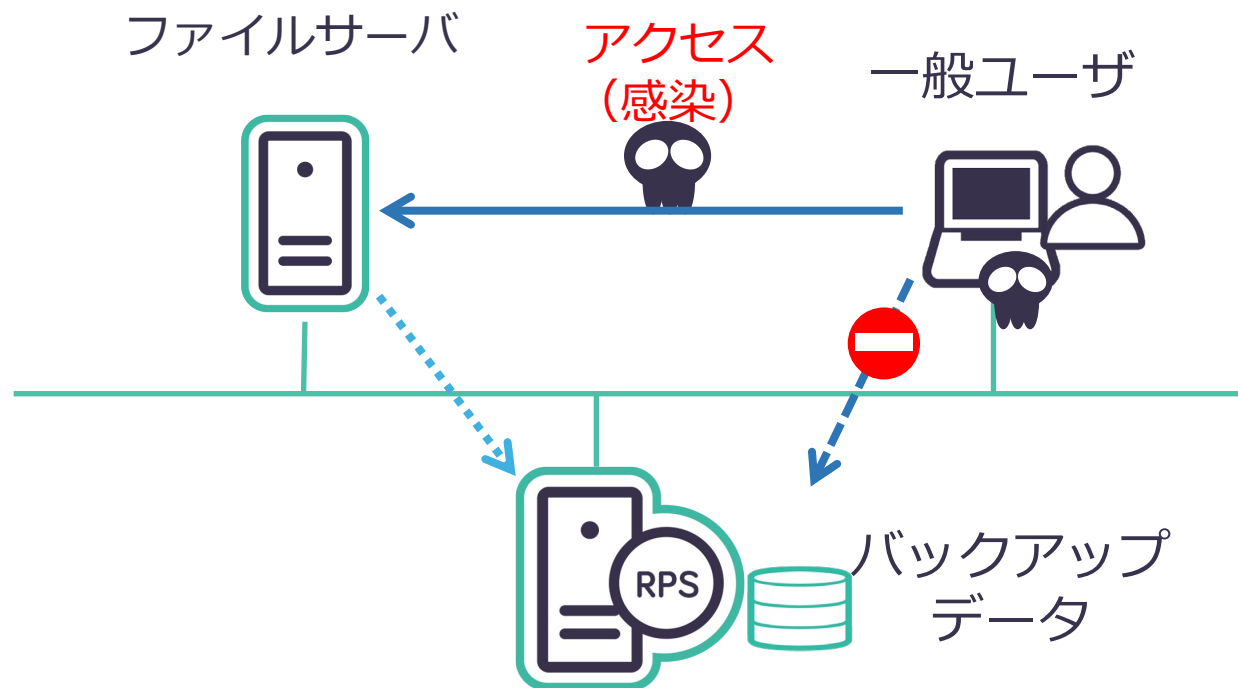 ファイルサーバ
アクセス
(感染)
一般ユーザ
RPS
バックアップ
データ